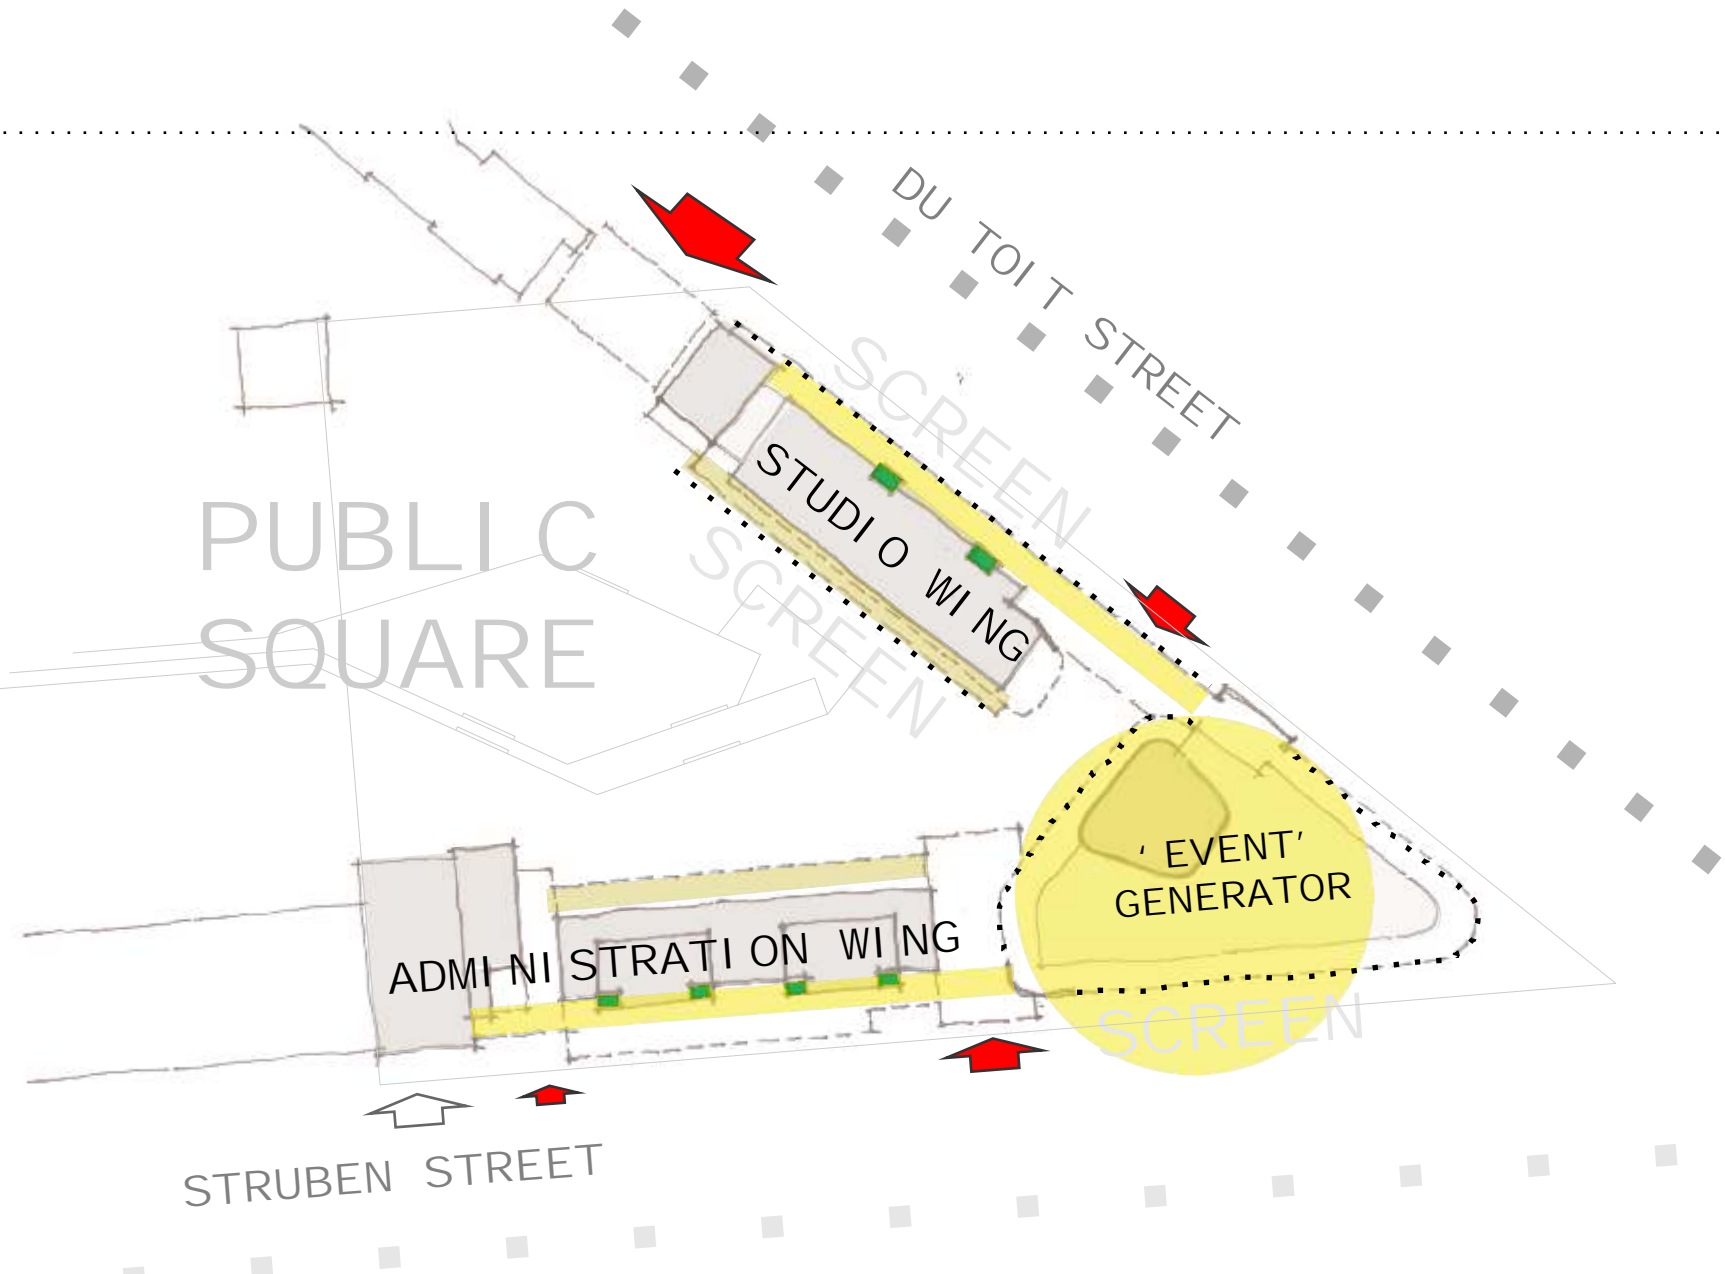 DU TOIT STREET
SCREEN
STUDIO WING
SCREEN
PUBLIC
SQUARE
‘EVENT’
GENERATOR
ADMINISTRATION WING
SCREEN
STRUBEN STREET